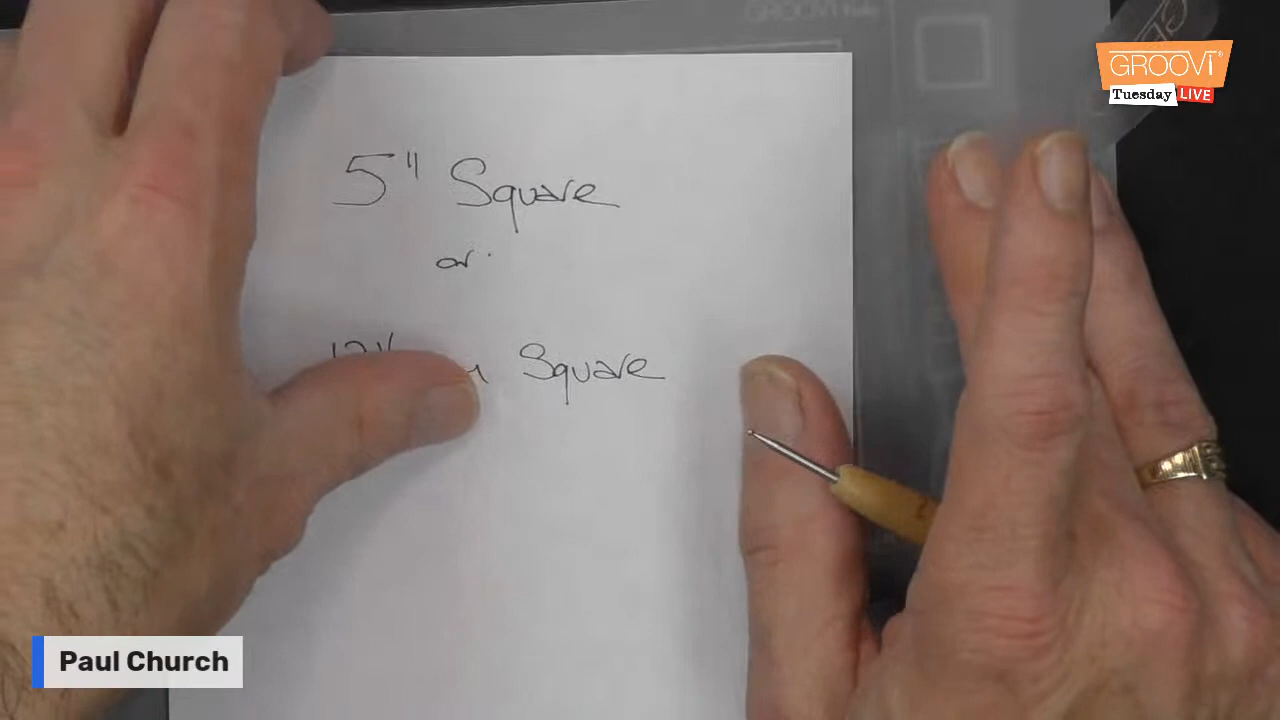 GROOVI®
Tuesday LIVE
5" Square
or
Square
Paul Church